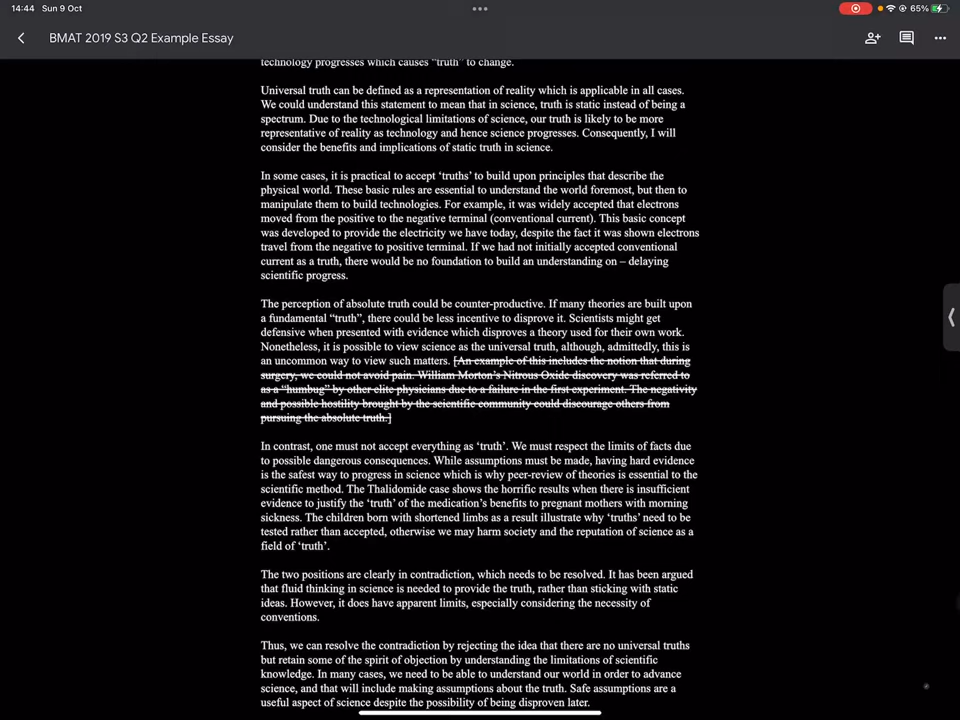 14:44 Sun 9 Oct
65%
BMAT 2019 S3 Q2 Example Essay
technology progresses which causes "truth" to change.
Universal truth can be defined as a representation of reality which is applicable in all cases.
We could understand this statement to mean that in science, truth is static instead of being a
spectrum. Due to the technological limitations of science, our truth is likely to be more
representative of reality as technology and hence science progresses. Consequently, I will
consider the benefits and implications of static truth in science.
In some cases, it is practical to accept 'truths' to build upon principles that describe the
physical world. These basic rules are essential to understand the world foremost, but then to
manipulate them to build technologies. For example, it was widely accepted that electrons
moved from the positive to the negative terminal (conventional current). This basic concept
was developed to provide the electricity we have today, despite the fact it was shown electrons
travel from the negative to positive terminal. If we had not initially accepted conventional
current as a truth, there would be no foundation to build an understanding on – delaying
scientific progress.
The perception of absolute truth could be counter-productive. If many theories are built upon
a fundamental "truth", there could be less incentive to disprove it. Scientists might get
defensive when presented with evidence which disproves a theory used for their own work.
Nonetheless, it is possible to view science as the universal truth, although, admittedly, this is
an uncommon way to view such matters. [An example of this includes the notion that during
surgery, we could not avoid pain. William Morton's Nitrous Oxide discovery was referred to
as a "humbug" by other elite physicians due to a failure in the first experiment. The negativity
and possible hostility brought by the scientific community could discourage others from
pursuing the absolute truth.]
In contrast, one must not accept everything as 'truth'. We must respect the limits of facts due
to possible dangerous consequences. While assumptions must be made, having hard evidence
is the safest way to progress in science which is why peer-review of theories is essential to the
scientific method. The Thalidomide case shows the horrific results when there is insufficient
evidence to justify the 'truth' of the medication's benefits to pregnant mothers with morning
sickness. The children born with shortened limbs as a result illustrate why 'truths' need to be
tested rather than accepted, otherwise we may harm society and the reputation of science as a
field of 'truth'.
The two positions are clearly in contradiction, which needs to be resolved. It has been argued
that fluid thinking in science is needed to provide the truth, rather than sticking with static
ideas. However, it does have apparent limits, especially considering the necessity of
conventions.
Thus, we can resolve the contradiction by rejecting the idea that there are no universal truths
but retain some of the spirit of objection by understanding the limitations of scientific
knowledge. In many cases, we need to be able to understand our world in order to advance
science, and that will include making assumptions about the truth. Safe assumptions are a
useful aspect of science despite the possibility of being disproven later.